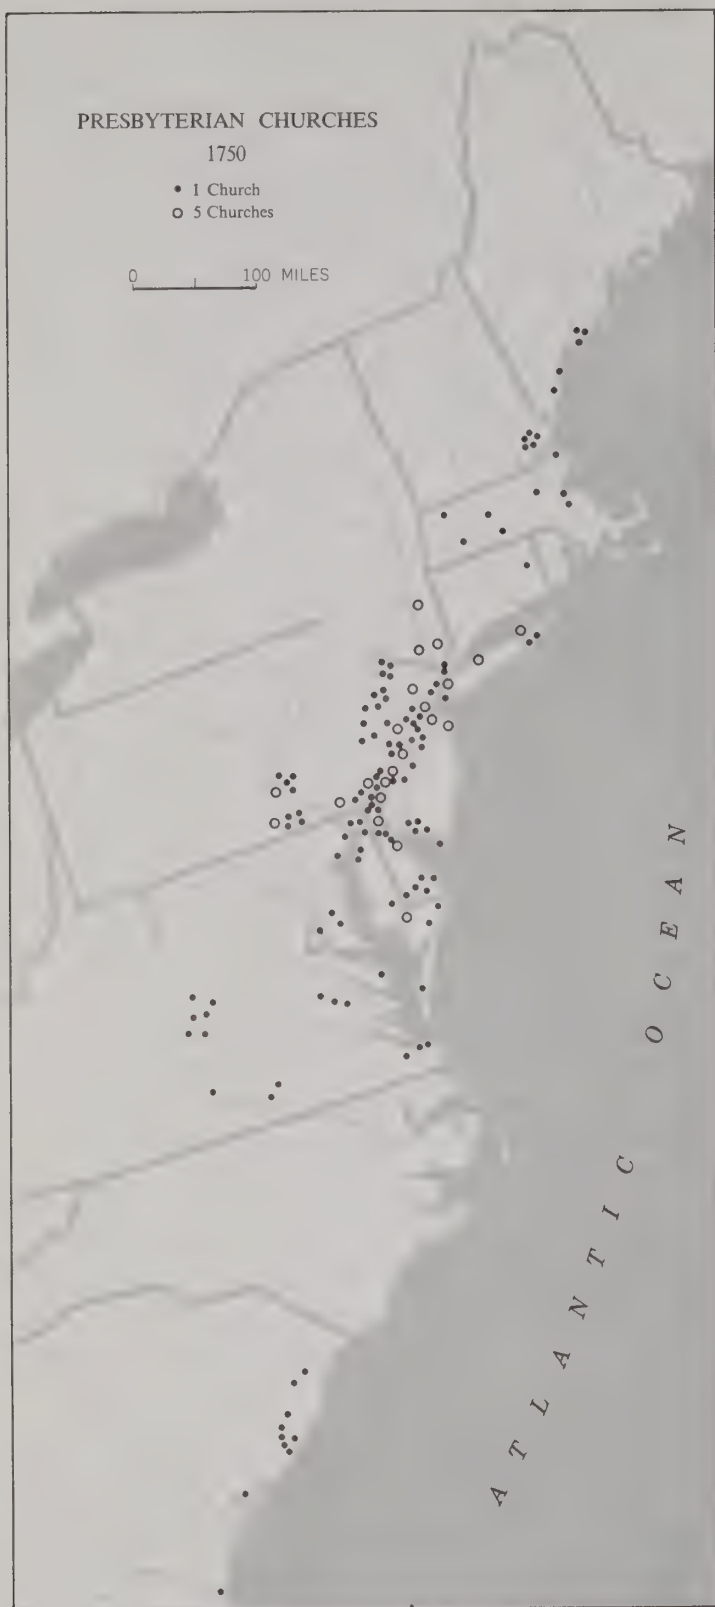 PRESBYTERIAN CHURCHES
1750
1 Church
5 Churches
0 100 MILES
ATLANTIC OCEAN